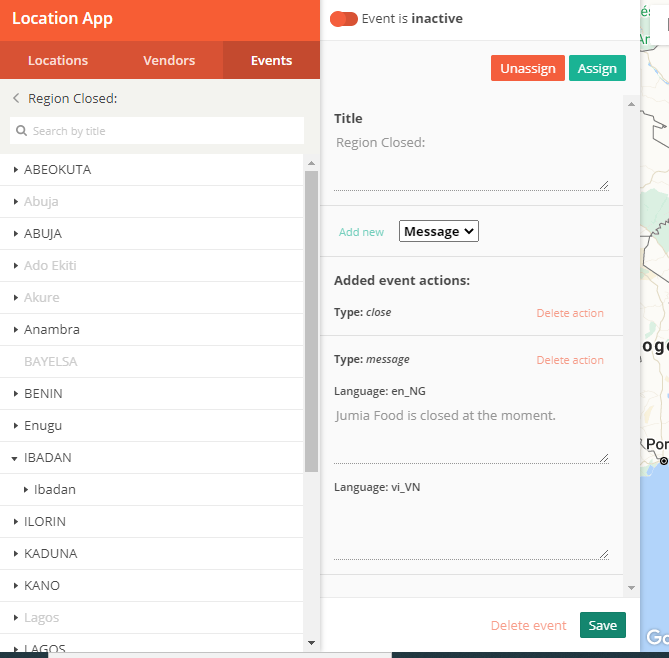 Location App
Locations Vendors Events
Region Closed:
Search by title
ABEOKUTA
Abuja
ABUJA
Ado Ekiti
Akure
Anambra
BAYELSA
BENIN
Enugu
IBADAN
Ibadan
ILORIN
KADUNA
KANO
Lagos
LAGOS
Event is inactive
Unassign Assign
Title
Region Closed:
Add new Message
Added event actions:
Type: close Delete action
Type: message Delete action
Language: en_NG
Jumia Food is closed at the moment.
Language: vi_VN
Delete event Save